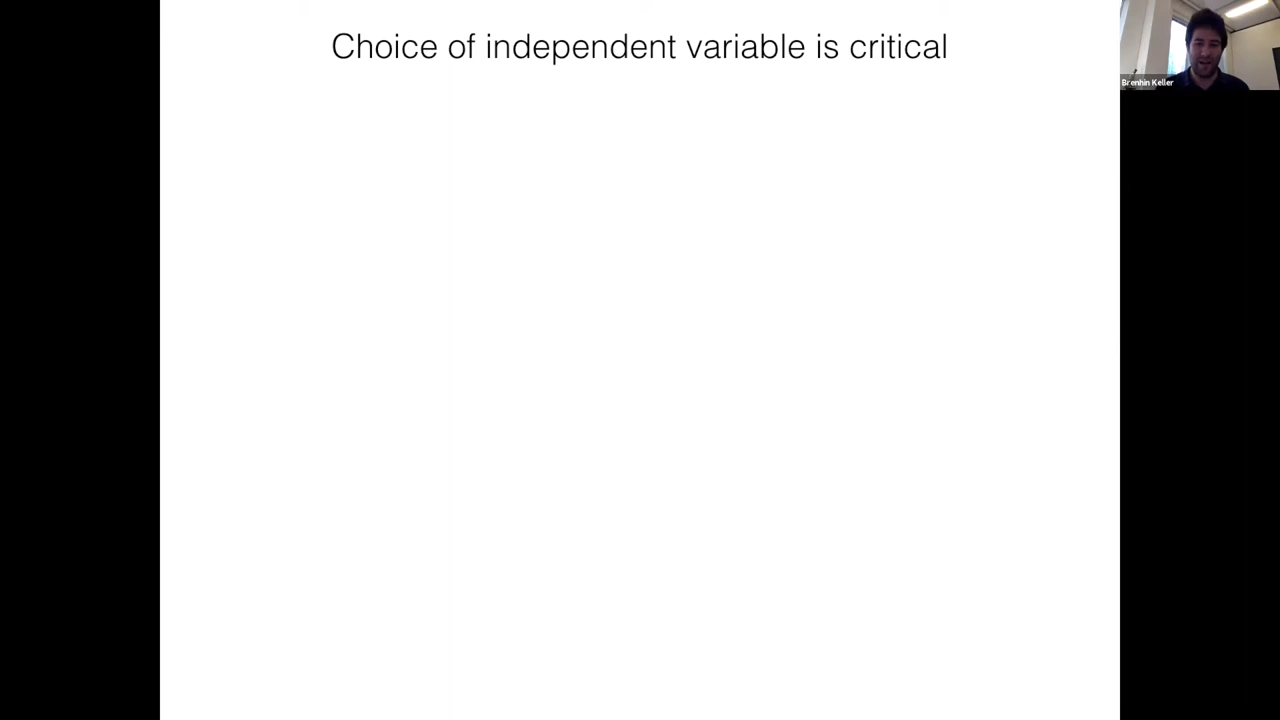 Choice of independent variable is critical
Brenhin Keller